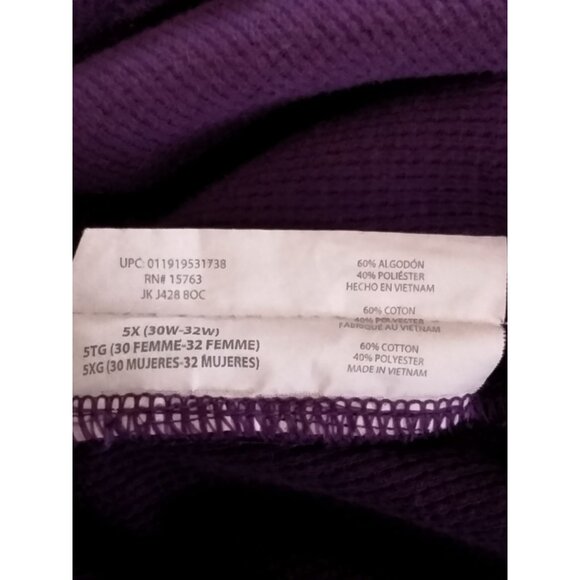 UPC: 011919531738
RN# 15763
JK J428 8OC
5X (30W-32W)
5TG (30 FEMME-32 FEMME)
5XG (30 MUJERES-32 MUJERES)
60% ALGODÓN
40% POLIÉSTER
HECHO EN VIETNAM
60% COTON
40% POLYESTER
FABRIQUÉ AU VIETNAM
60% COTTON
40% POLYESTER
MADE IN VIETNAM